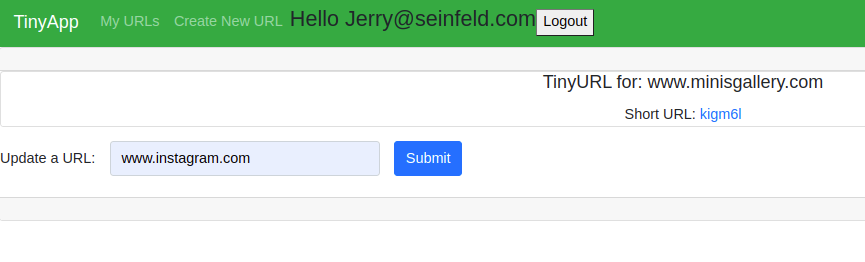 TinyApp My URLs Create New URL Hello Jerry@seinfeld.com Logout
TinyURL for: www.minisgallery.com
Short URL: kigm6l
Update a URL: www.instagram.com Submit